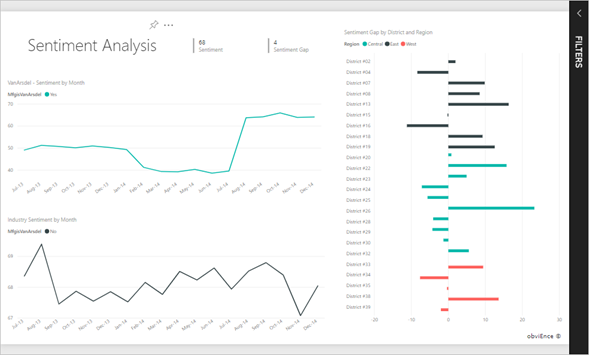 Sentiment Analysis
68
Sentiment
4
Sentiment Gap
VanArsdel - Sentiment by Month
MfgisVanArsdel Yes
70
60
50
40
Jul-13 Aug-13 Sep-13 Oct-13 Nov-13 Dec-13 Jan-14 Feb-14 Mar-14 Apr-14 May-14 Jun-14 Jul-14 Aug-14 Sep-14 Oct-14 Nov-14 Dec-14
Industry Sentiment by Month
MfgisVanArsdel No
69
68
67
Jul-13 Aug-13 Sep-13 Oct-13 Nov-13 Dec-13 Jan-14 Feb-14 Mar-14 Apr-14 May-14 Jun-14 Jul-14 Aug-14 Sep-14 Oct-14 Nov-14 Dec-14
Sentiment Gap by District and Region
Region Central East West
District #02
District #04
District #07
District #08
District #13
District #15
District #16
District #18
District #19
District #20
District #22
District #23
District #24
District #25
District #26
District #28
District #29
District #30
District #32
District #33
District #34
District #35
District #38
District #39
-20 -10 0 10 20 30
obviEnce ©
FILTERS